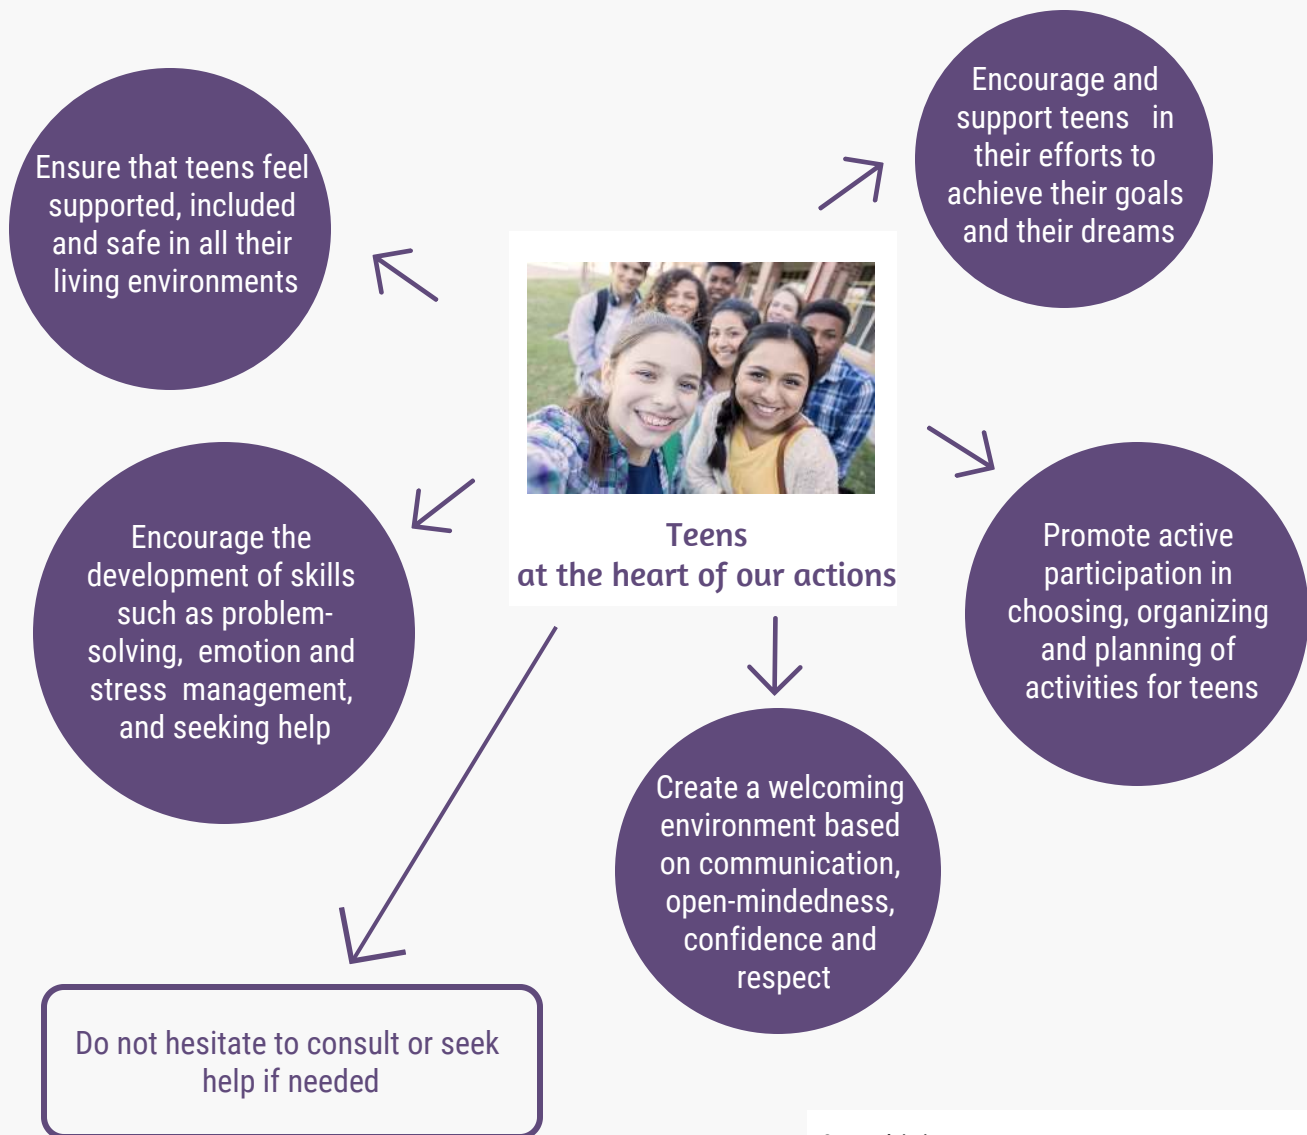 Ensure that teens feel
supported, included
and safe in all their
living environments
Encourage and
support teens in
their efforts to
achieve their goals
and their dreams
Teens
at the heart of our actions
Encourage the
development of skills
such as problem-
solving, emotion and
stress management,
and seeking help
Promote active
participation in
choosing, organizing
and planning of
activities for teens
Create a welcoming
environment based
on communication,
open-mindedness,
confidence and
respect
Do not hesitate to consult or seek
help if needed